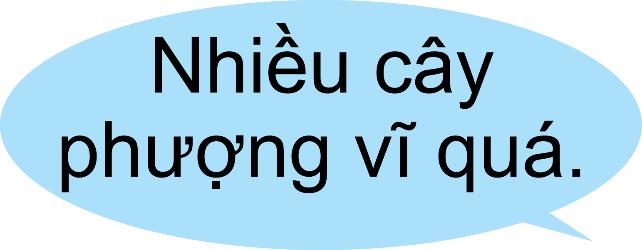 Nhiều cây
phượng vĩ quá.